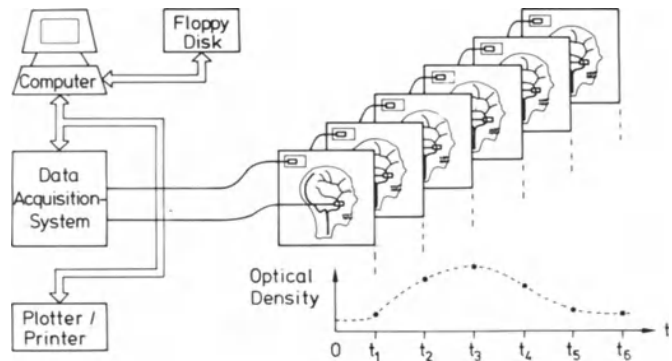 Floppy
Disk
Computer
Data
Acquisition-
System
Plotter /
Printer
Optical
Density
0 t1 t2 t3 t4 t5 t6 t